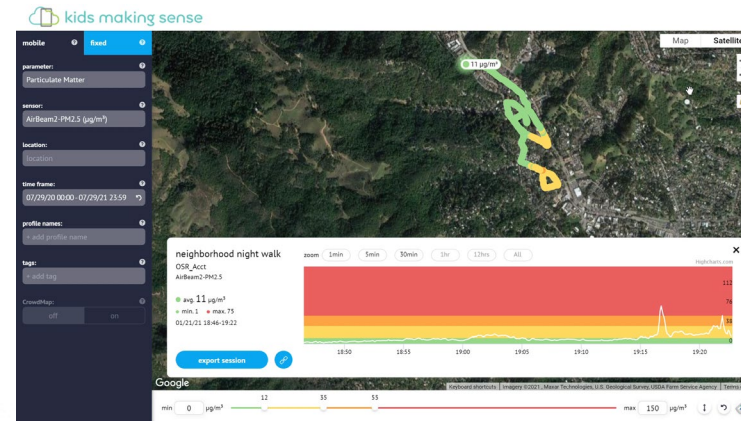 kids making sense
mobile
fixed
Map
Satellite
parameter:
Particulate Matter
11 µg/m³
sensor:
AirBeam2-PM2.5 (µg/m³)
location:
location
time frame:
07/29/20 00:00 - 07/29/21 23:59
profile names:
+ add profile name
tags:
+ add tag
CrowdMap:
off on
neighborhood night walk
OSR_Acct
AirBeam2-PM2.5
avg. 11 µg/m³
min. 1 max. 75
01/21/21 18:46-19:22
export session
zoom 1min 5min 30min 1hr 12hrs All
Highcharts.com
112
76
38
0
18:50 18:55 19:00 19:05 19:10 19:15 19:20
Google
Keyboard shortcuts Imagery ©2021 , Maxar Technologies, U.S. Geological Survey, USDA Farm Service Agency Terms
min 0 µg/m³
12 35 55
max 150 µg/m³